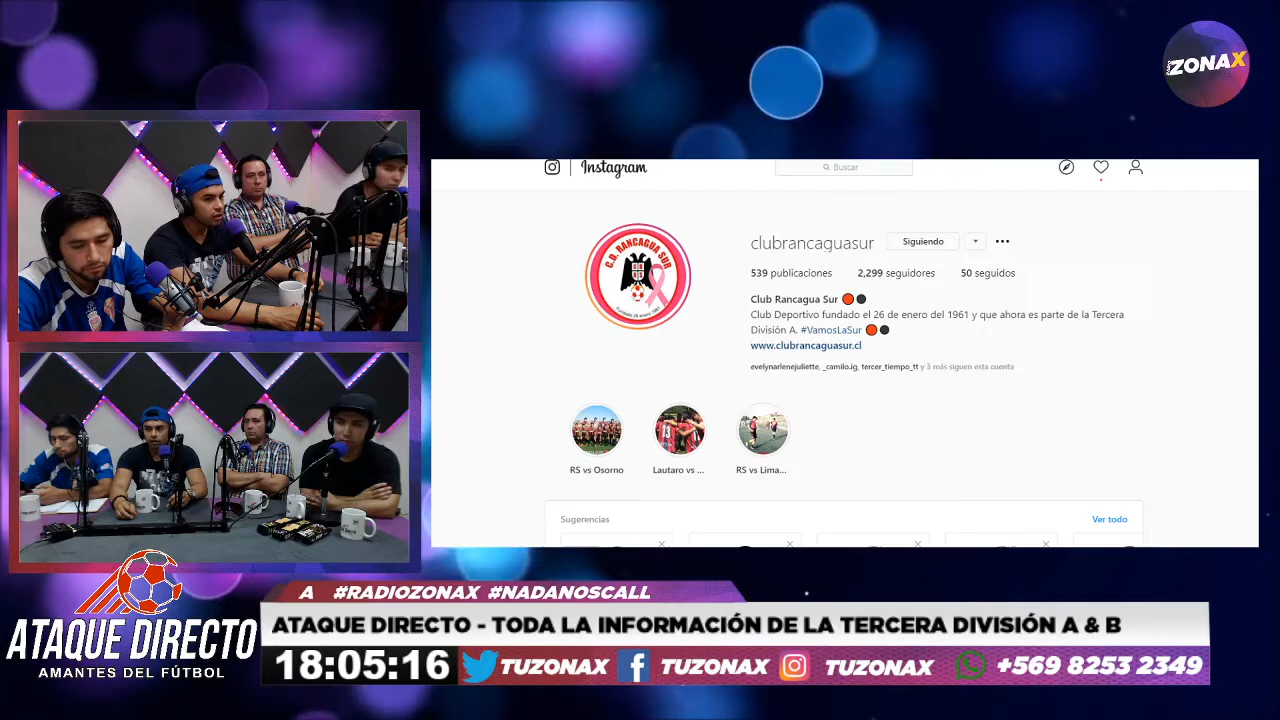 ZONAX
Instagram
Buscar
C.D. RANCAGUA SUR
Fundado 26 enero 1961
clubrancaguasur
Siguiendo
539 publicaciones 2,299 seguidores 50 seguidos
Club Rancagua Sur
Club Deportivo fundado el 26 de enero del 1961 y que ahora es parte de la Tercera
División A. #VamosLaSur
www.clubrancaguasur.cl
evelynarlenejuliette, _camilo.ig, tercer_tiempo_tt y 3 más siguen esta cuenta
RS vs Osorno Lautaro vs ... RS vs Lima...
Sugerencias Ver todo
A #RADIOZONAX #NADANOSCALL
ATAQUE DIRECTO - TODA LA INFORMACIÓN DE LA TERCERA DIVISIÓN A & B
ATAQUE DIRECTO
AMANTES DEL FÚTBOL
18:05:16 TUZONAX TUZONAX TUZONAX +569 8253 2349